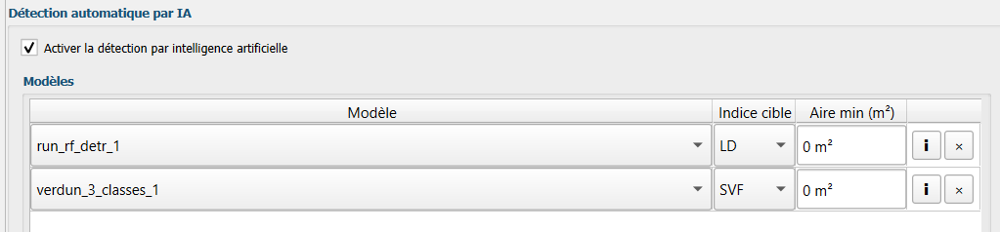 Détection automatique par IA
Activer la détection par intelligence artificielle
Modèles
Modèle Indice cible Aire min (m²)
run_rf_detr_1 LD 0 m² i ×
verdun_3_classes_1 SVF 0 m² i ×